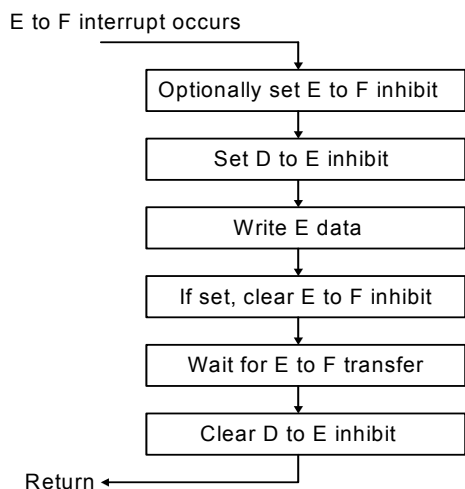 E to F interrupt occurs
Optionally set E to F inhibit
Set D to E inhibit
Write E data
If set, clear E to F inhibit
Wait for E to F transfer
Clear D to E inhibit
Return